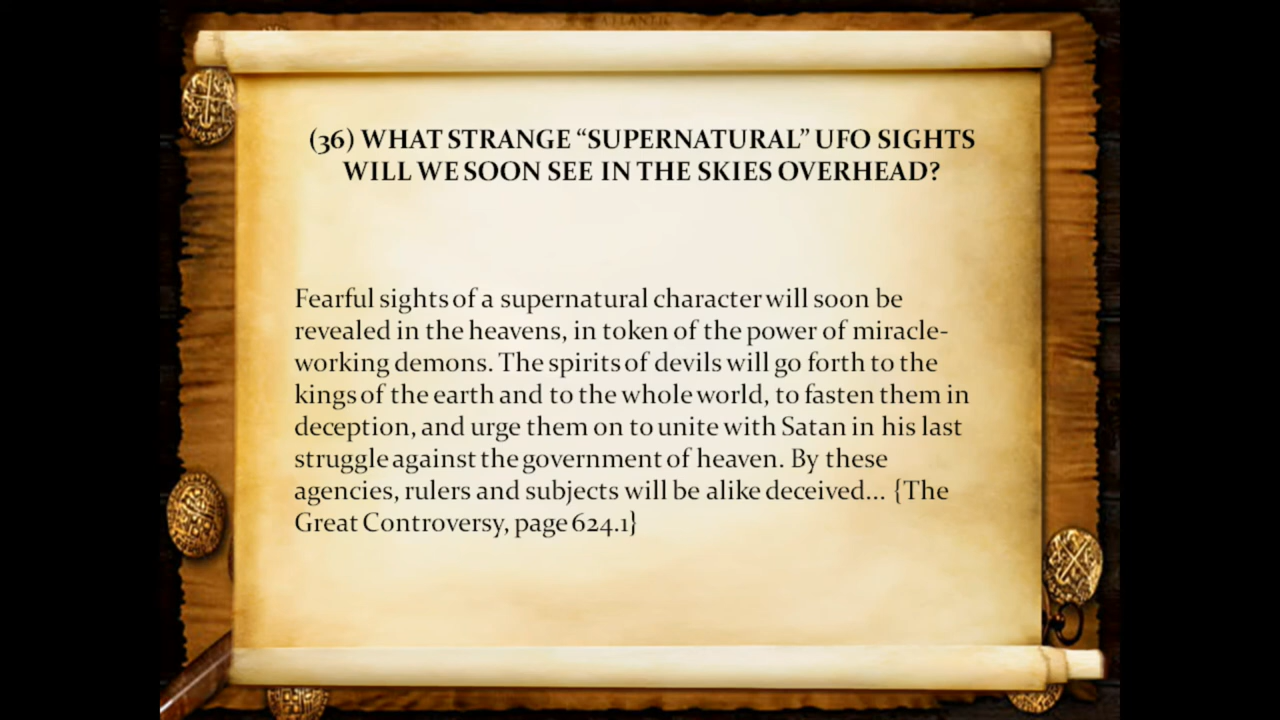 ATLANTIC
(36) WHAT STRANGE “SUPERNATURAL” UFO SIGHTS
WILL WE SOON SEE IN THE SKIES OVERHEAD?
Fearful sights of a supernatural character will soon be
revealed in the heavens, in token of the power of miracle-
working demons. The spirits of devils will go forth to the
kings of the earth and to the whole world, to fasten them in
deception, and urge them on to unite with Satan in his last
struggle against the government of heaven. By these
agencies, rulers and subjects will be alike deceived... {The
Great Controversy, page 624.1}